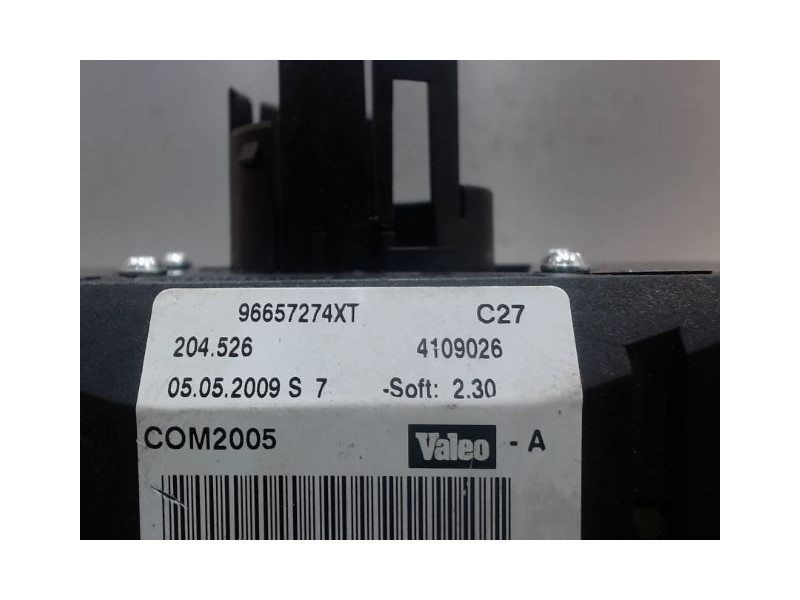 96657274XT C27
204.526 4109026
05.05.2009 S 7 -Soft: 2.30
COM2005 Valeo - A